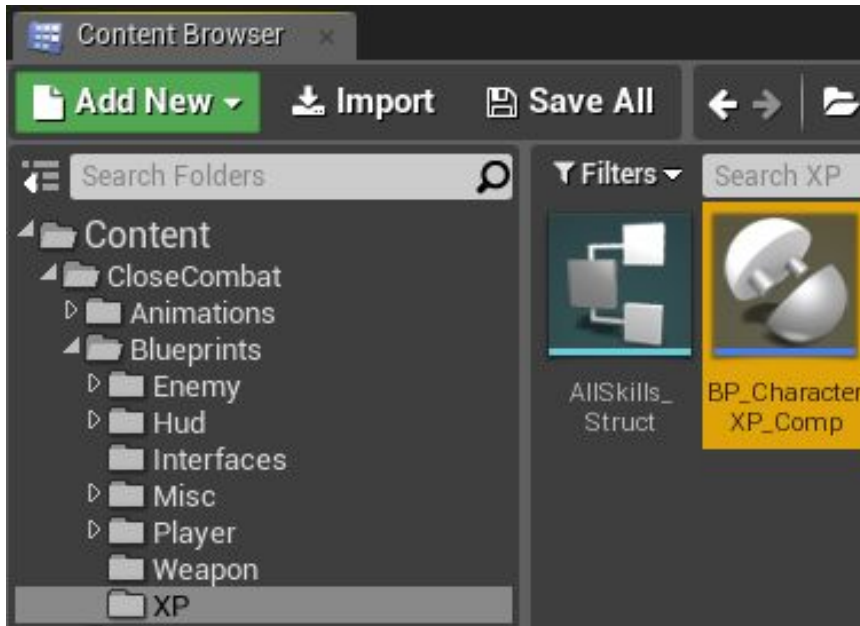 Content Browser
Add New
Import
Save All
Search Folders
Filters
Search XP
Content
CloseCombat
Animations
Blueprints
Enemy
Hud
Interfaces
Misc
Player
Weapon
XP
AllSkills_
Struct
BP_Character
XP_Comp